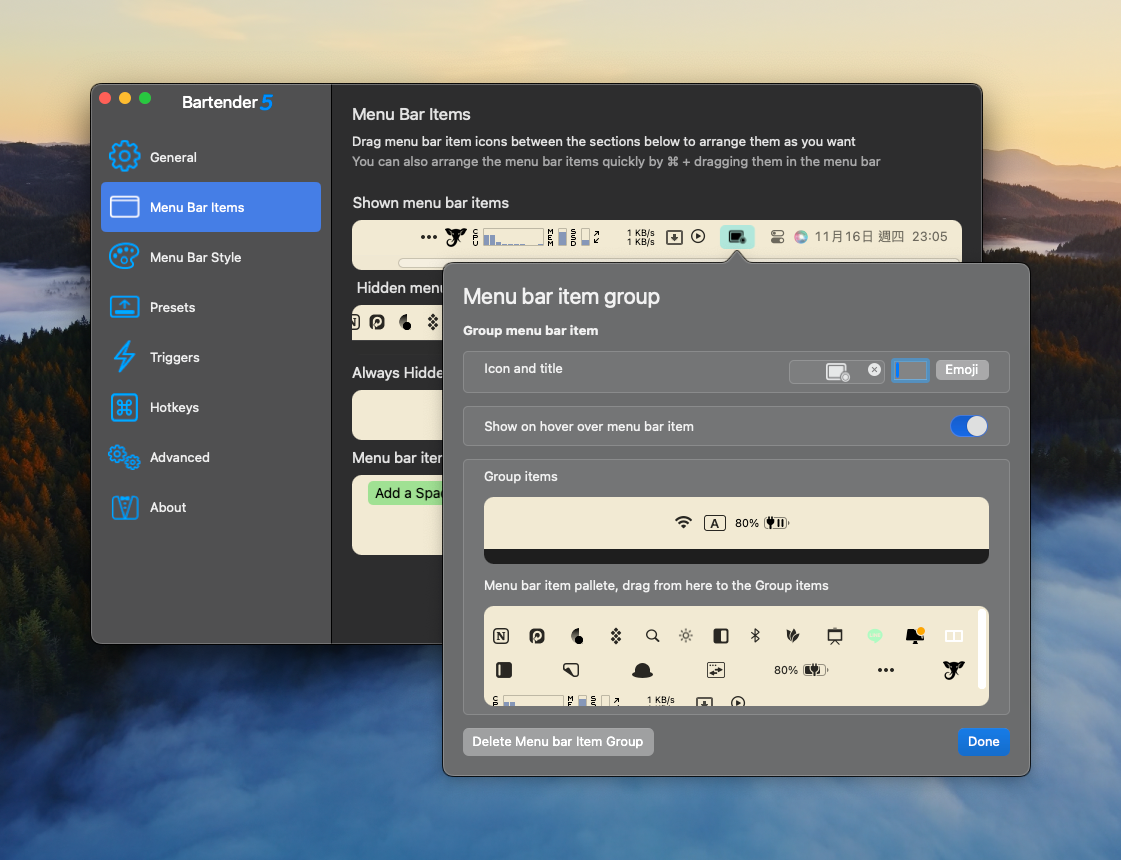 Bartender 5
General
Menu Bar Items
Menu Bar Style
Presets
Triggers
Hotkeys
Advanced
About
Menu Bar Items
Drag menu bar item icons between the sections below to arrange them as you want
You can also arrange the menu bar items quickly by ⌘ + dragging them in the menu bar
Shown menu bar items
CPU MEM SSD 1 KB/s 1 KB/s 11月16日 週四 23:05
Hidden menu
Always Hidde
Menu bar iter
Add a Spac
Menu bar item group
Group menu bar item
Icon and title
Emoji
Show on hover over menu bar item
Group items
A 80%
Menu bar item pallete, drag from here to the Group items
80%
1 KB/s
Delete Menu bar Item Group
Done